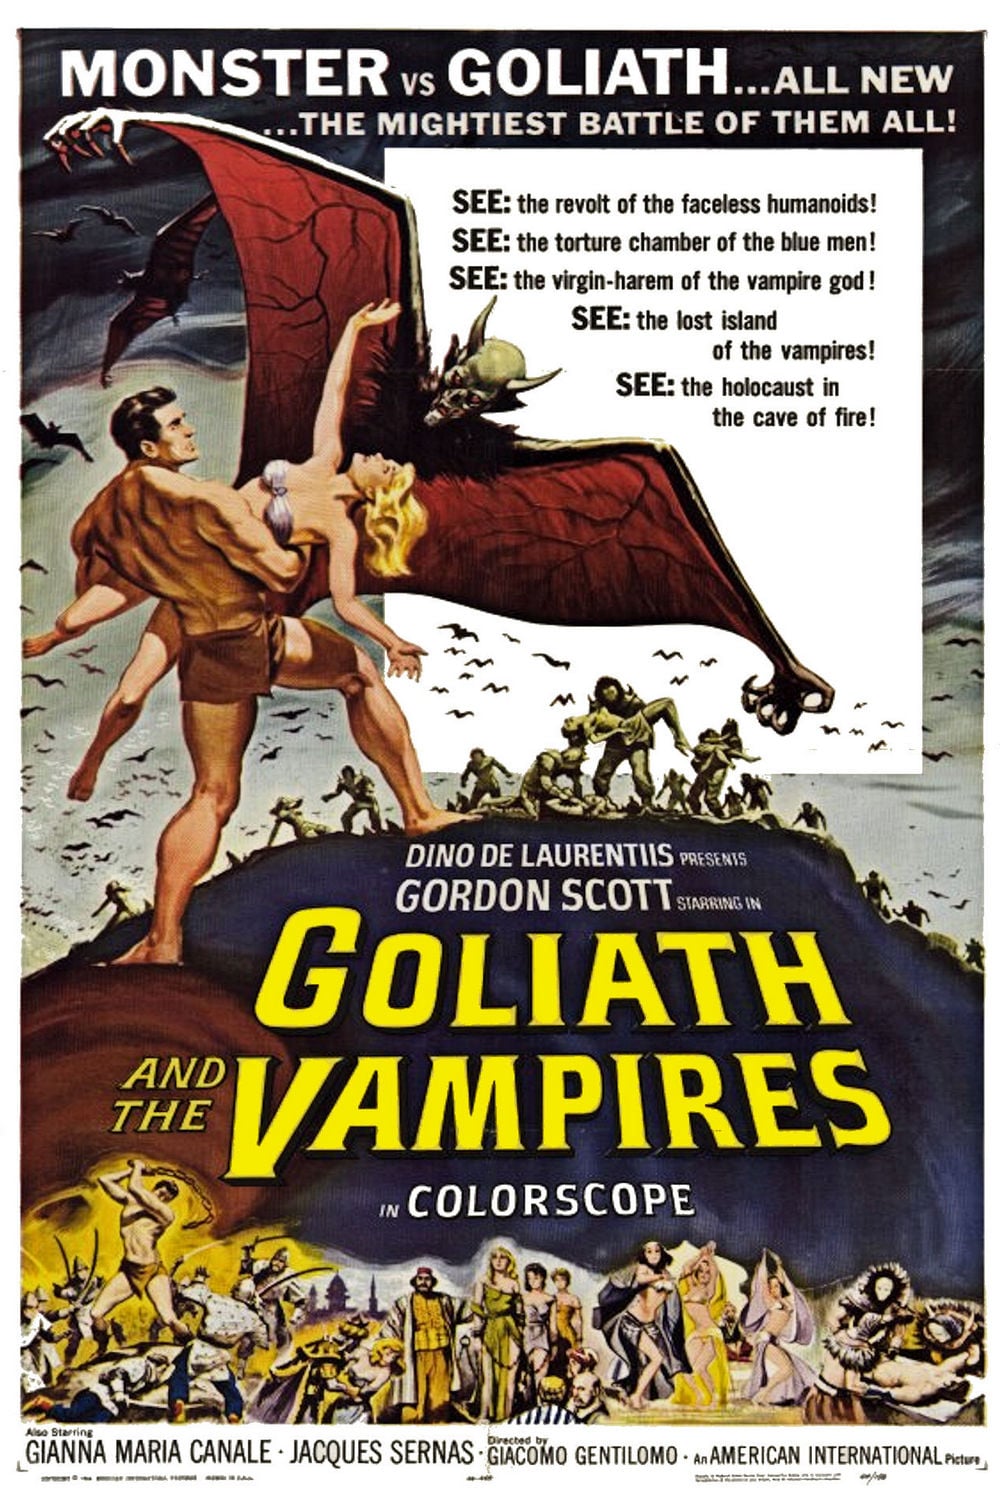 MONSTER VS GOLIATH...ALL NEW
...THE MIGHTIEST BATTLE OF THEM ALL!
SEE: the revolt of the faceless humanoids!
SEE: the torture chamber of the blue men!
SEE: the virgin-harem of the vampire god!
SEE: the lost island
of the vampires!
SEE: the holocaust in
the cave of fire!
DINO DE LAURENTIIS PRESENTS
GORDON SCOTT STARRING IN
GOLIATH
AND THE VAMPIRES
IN COLORSCOPE
Also Starring
GIANNA MARIA CANALE · JACQUES SERNAS · Directed by GIACOMO GENTILOMO · An AMERICAN INTERNATIONAL Picture